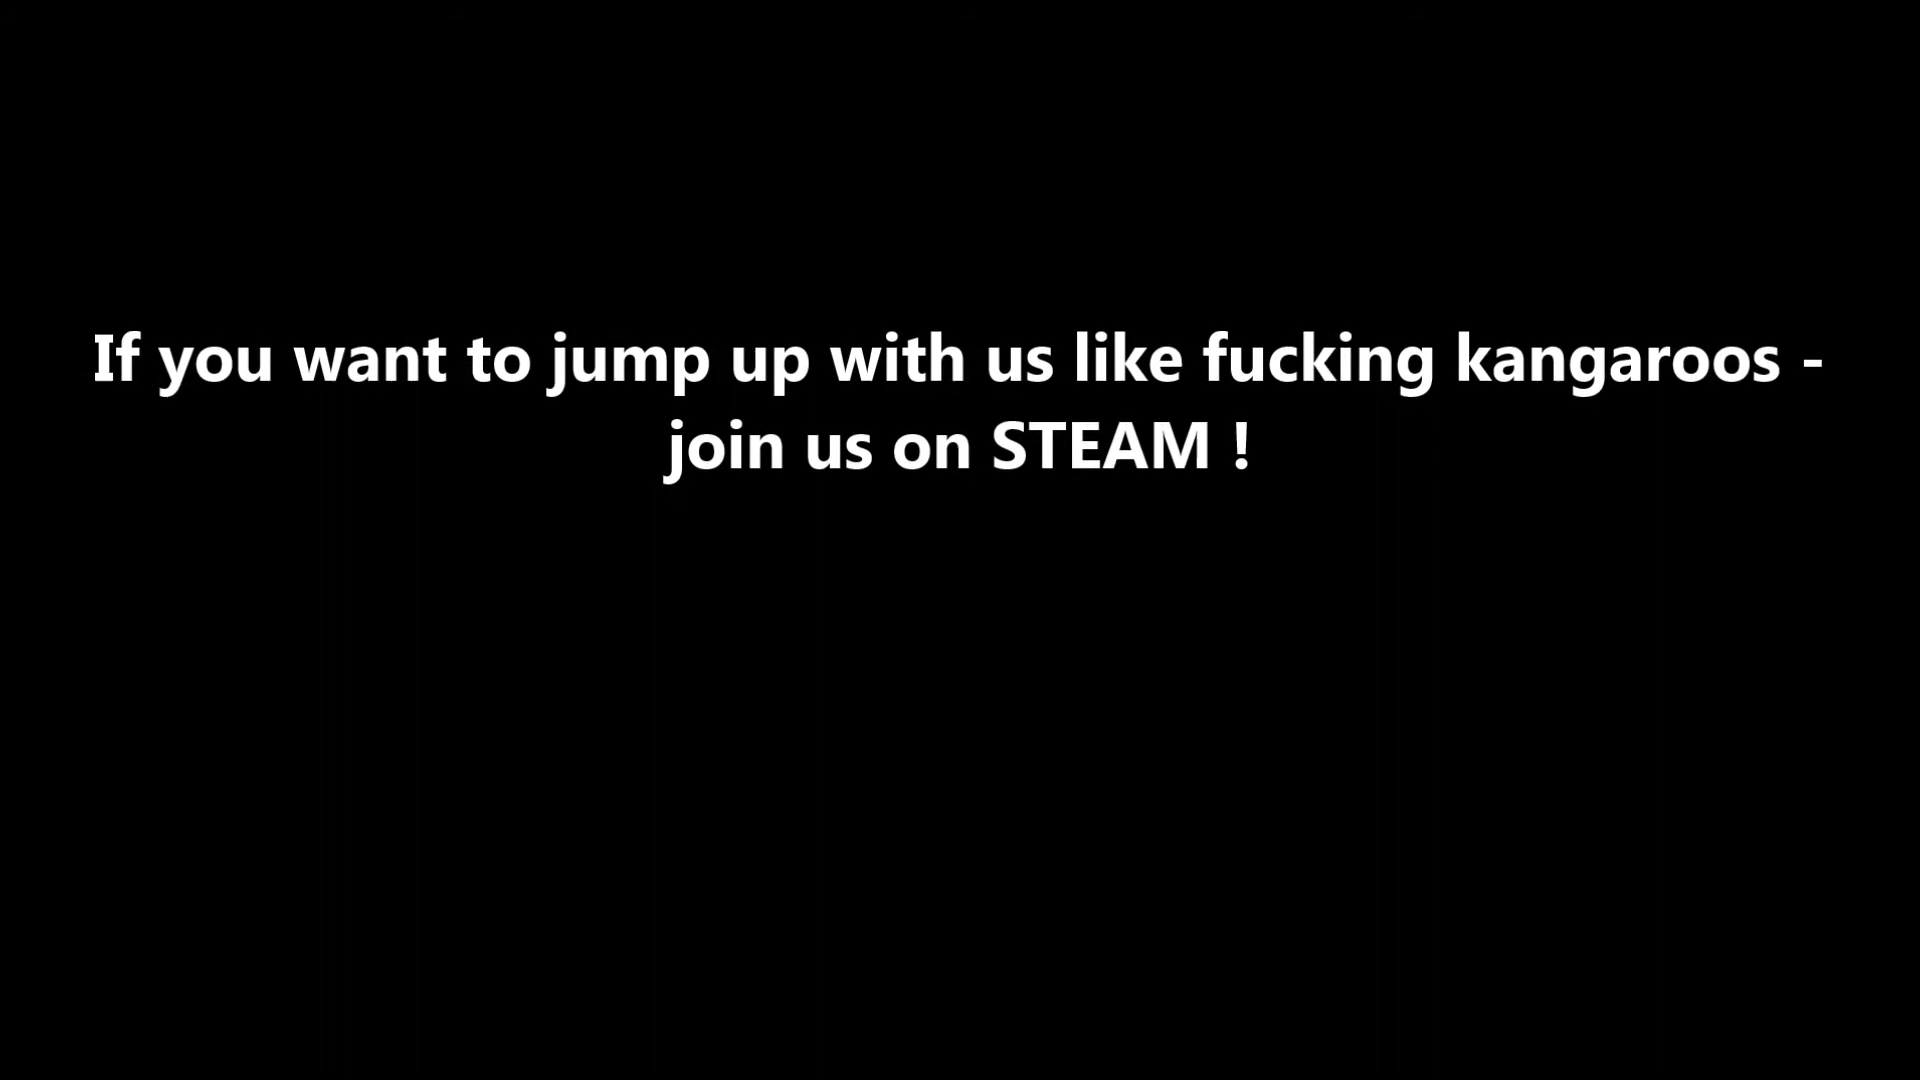 If you want to jump up with us like fucking kangaroos -
join us on STEAM !